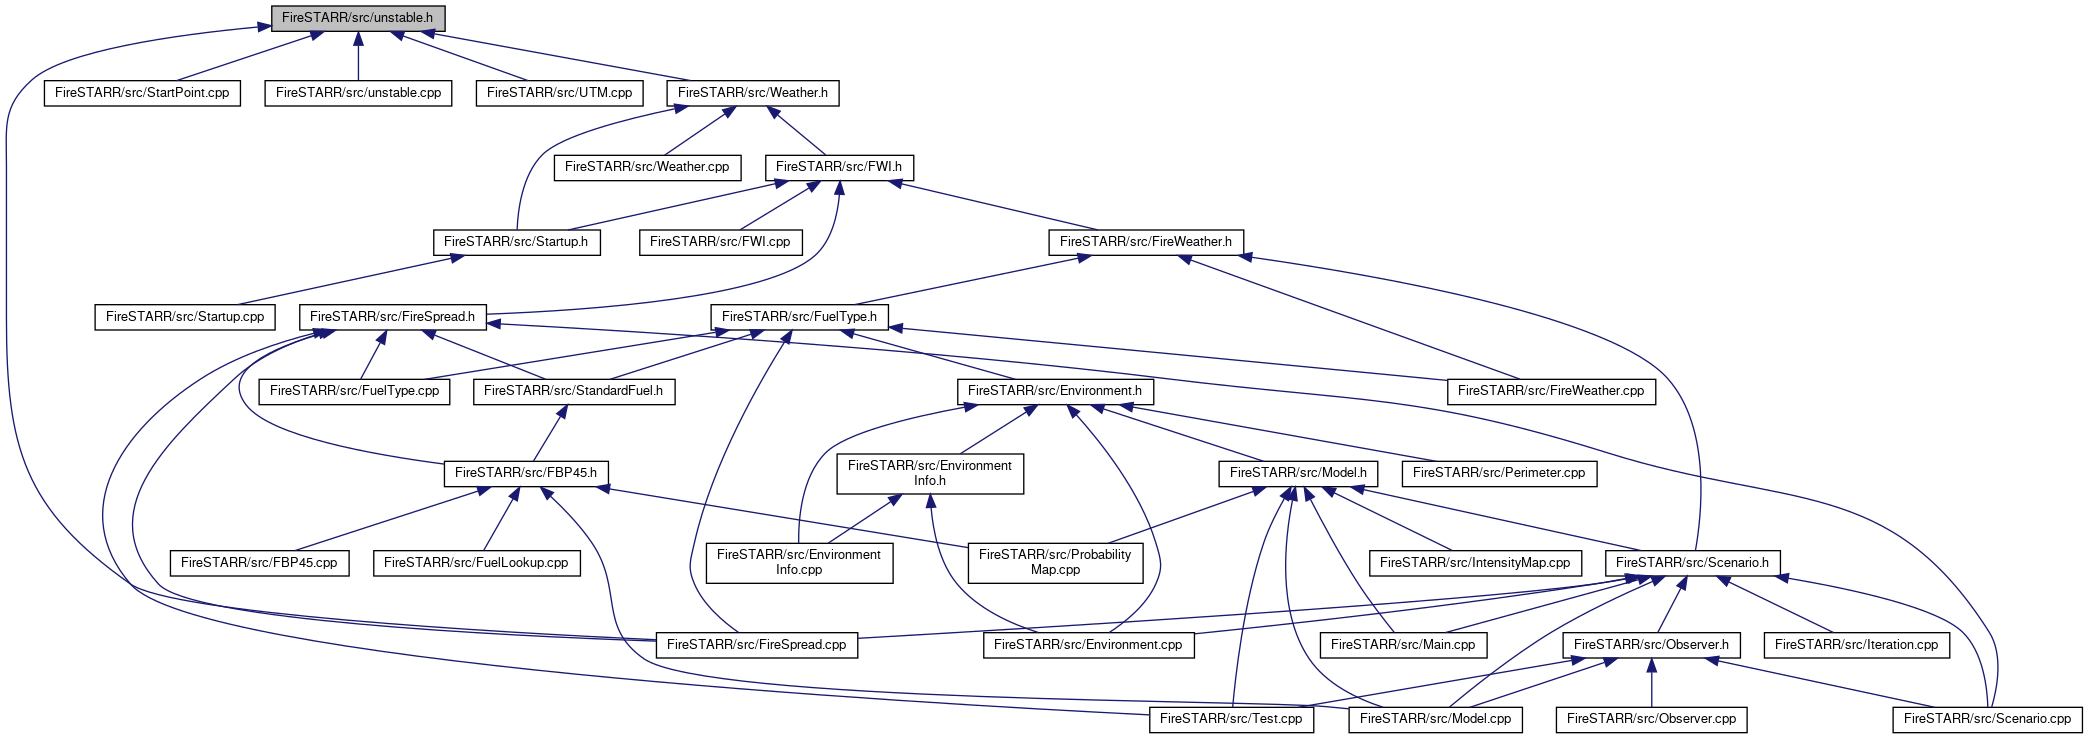 FireSTARR/src/unstable.h
FireSTARR/src/StartPoint.cpp
FireSTARR/src/unstable.cpp
FireSTARR/src/UTM.cpp
FireSTARR/src/Weather.h
FireSTARR/src/Weather.cpp
FireSTARR/src/FWI.h
FireSTARR/src/Startup.h
FireSTARR/src/FWI.cpp
FireSTARR/src/FireWeather.h
FireSTARR/src/Startup.cpp
FireSTARR/src/FireSpread.h
FireSTARR/src/FuelType.h
FireSTARR/src/FuelType.cpp
FireSTARR/src/StandardFuel.h
FireSTARR/src/Environment.h
FireSTARR/src/FireWeather.cpp
FireSTARR/src/FBP45.h
FireSTARR/src/Environment
Info.h
FireSTARR/src/Model.h
FireSTARR/src/Perimeter.cpp
FireSTARR/src/FBP45.cpp
FireSTARR/src/FuelLookup.cpp
FireSTARR/src/Environment
Info.cpp
FireSTARR/src/Probability
Map.cpp
FireSTARR/src/IntensityMap.cpp
FireSTARR/src/Scenario.h
FireSTARR/src/FireSpread.cpp
FireSTARR/src/Environment.cpp
FireSTARR/src/Main.cpp
FireSTARR/src/Observer.h
FireSTARR/src/Iteration.cpp
FireSTARR/src/Test.cpp
FireSTARR/src/Model.cpp
FireSTARR/src/Observer.cpp
FireSTARR/src/Scenario.cpp